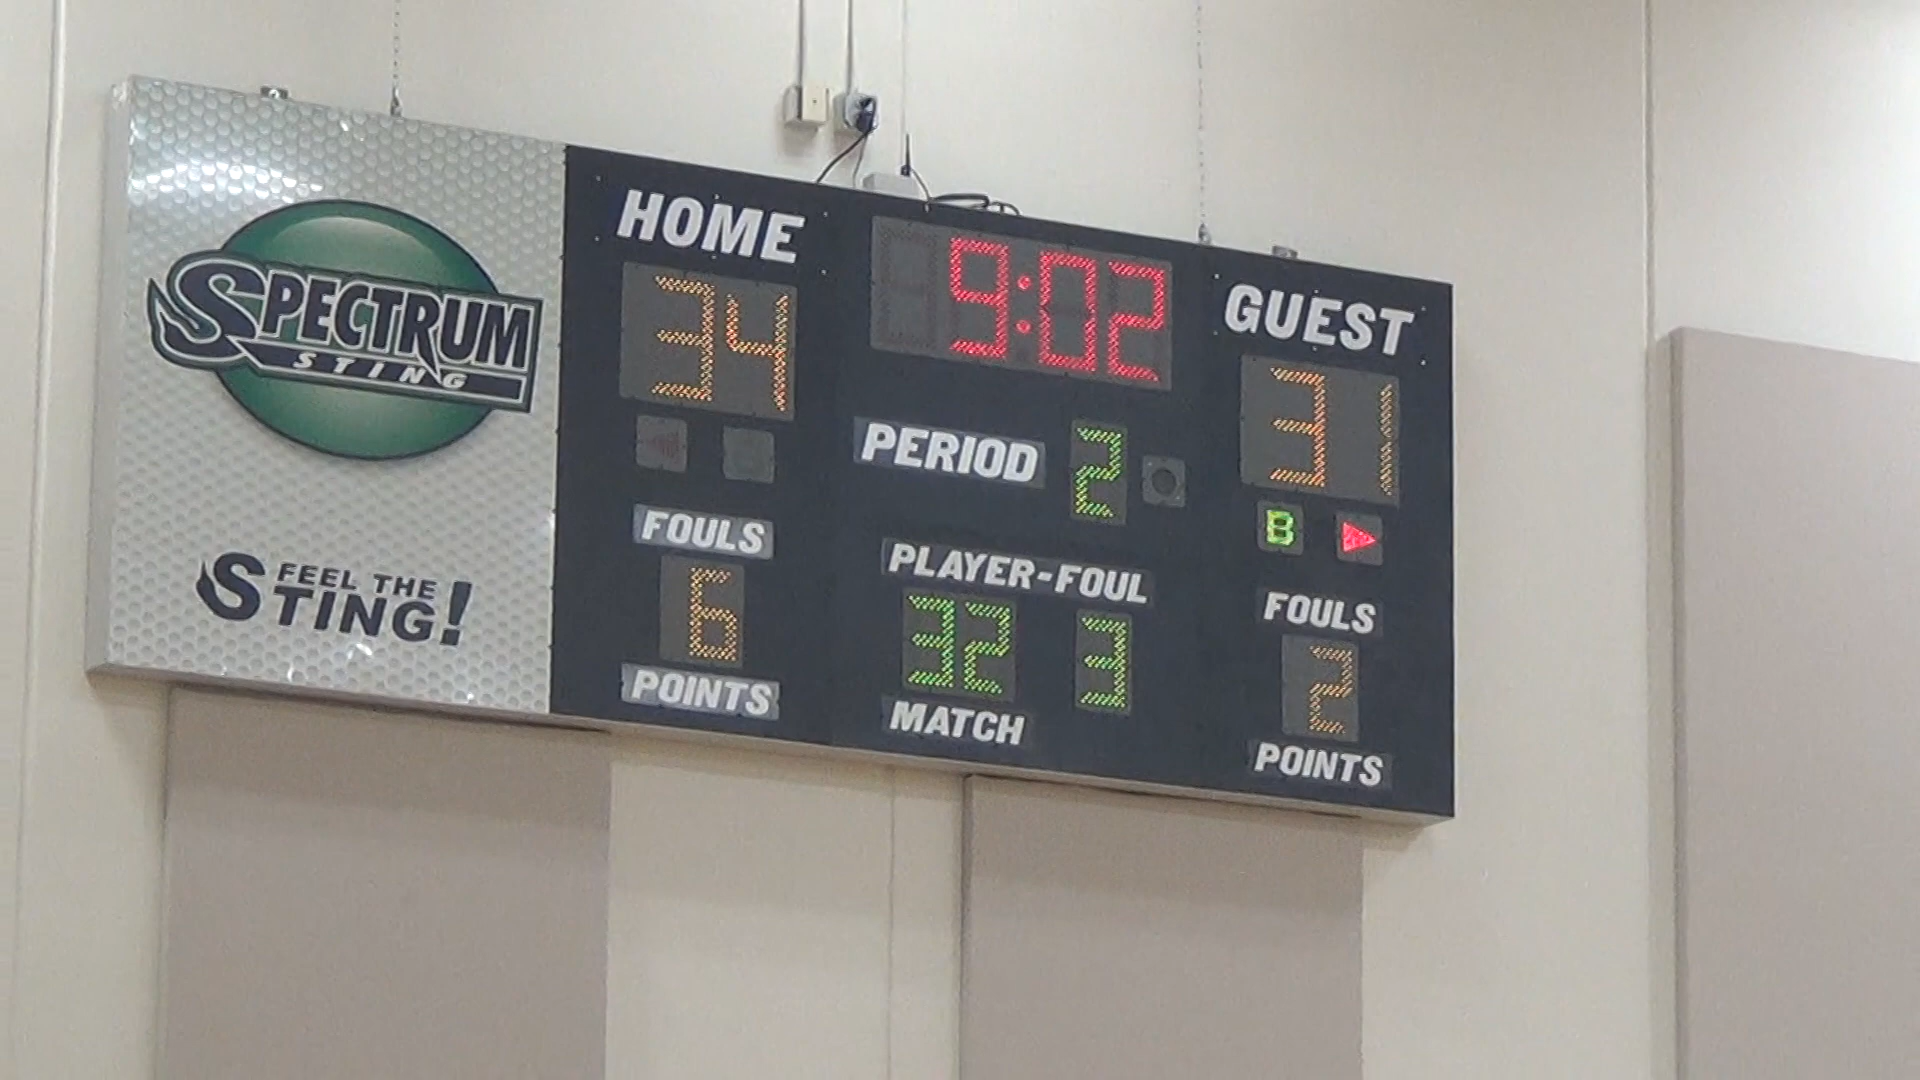 SPECTRUM
STING
S FEEL THE
STING!
HOME
34
9:02
GUEST
31
PERIOD 2
B
FOULS
6
POINTS
PLAYER-FOUL
32 3
MATCH
FOULS
2
POINTS